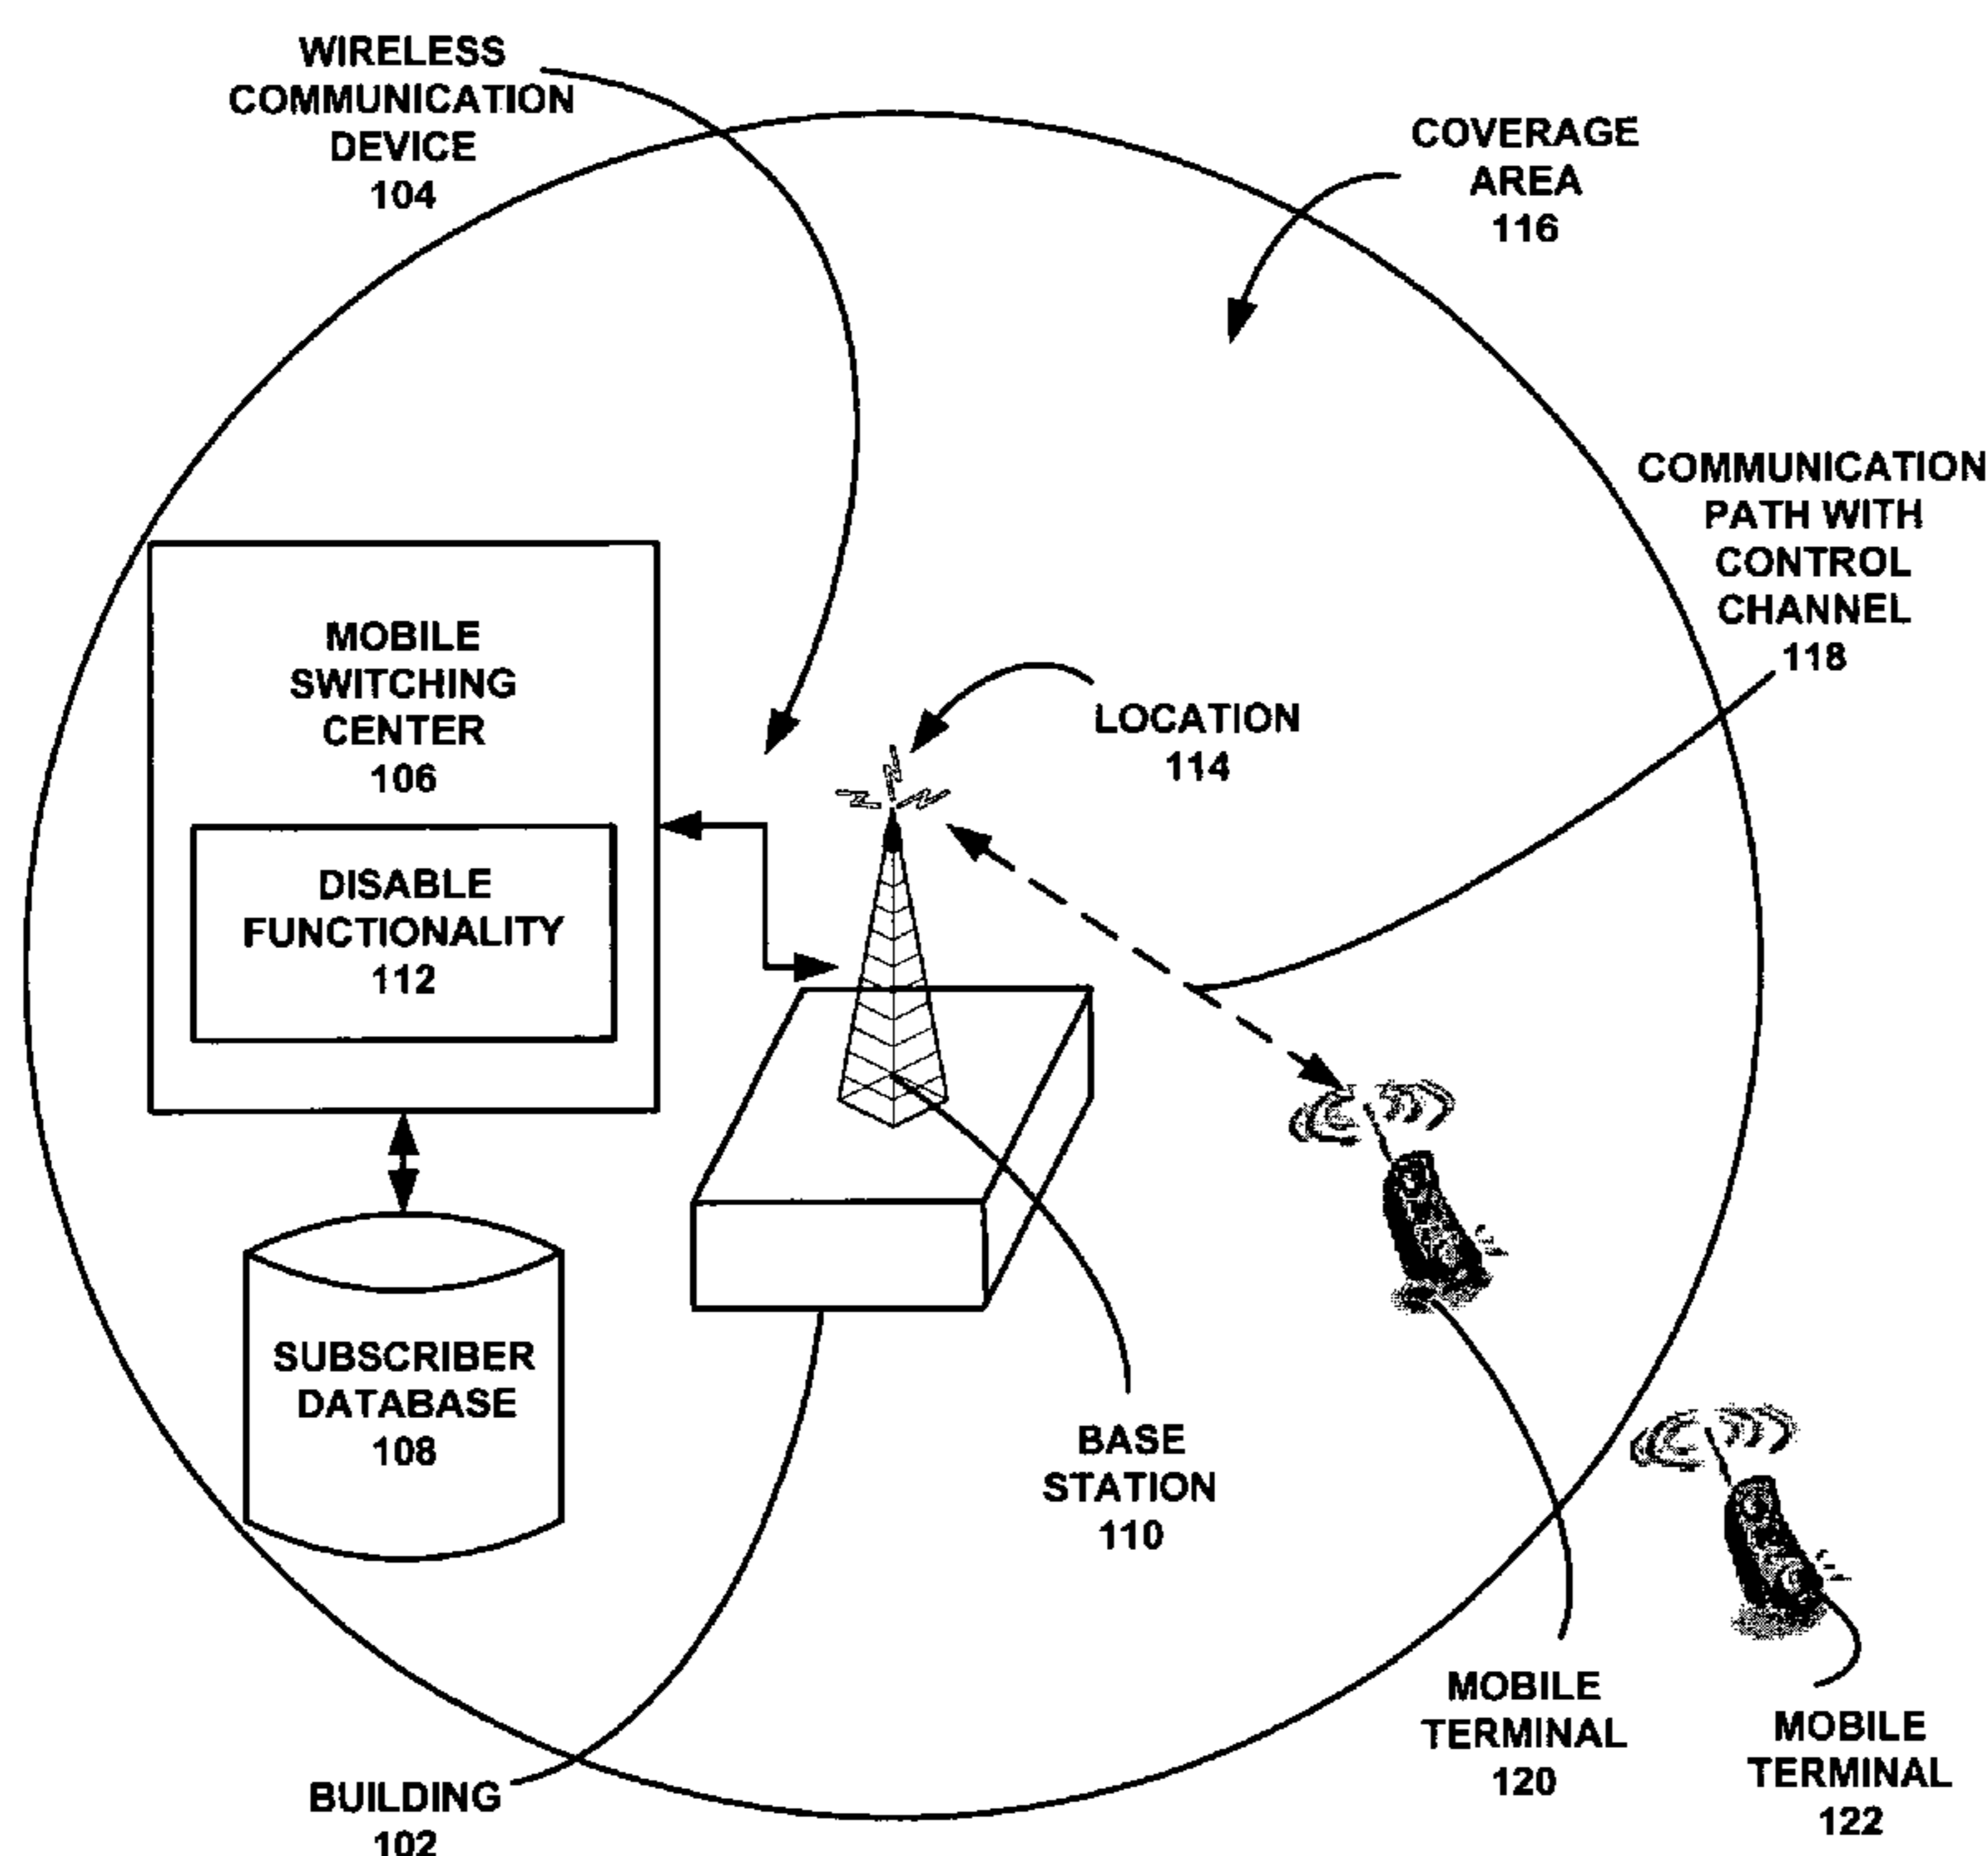 WIRELESS
COMMUNICATION
DEVICE
104
COVERAGE
AREA
116
COMMUNICATION
PATH WITH
CONTROL
CHANNEL
118
MOBILE
SWITCHING
CENTER
106
LOCATION
114
DISABLE
FUNCTIONALITY
112
SUBSCRIBER
DATABASE
108
BASE
STATION
110
MOBILE
TERMINAL
120
MOBILE
TERMINAL
122
BUILDING
102